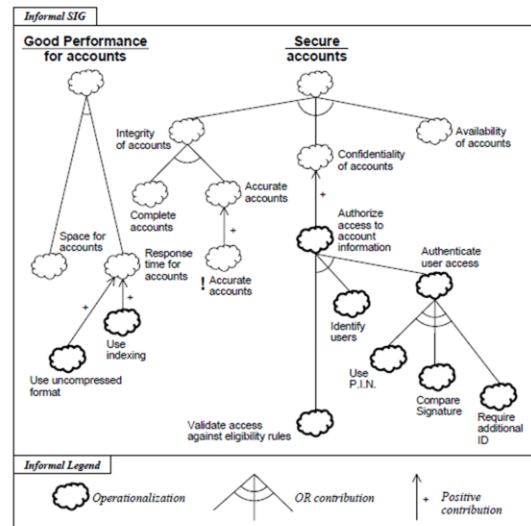 Informal SIG
Good Performance
for accounts
Secure
accounts
Integrity
of accounts
Confidentiality
of accounts
Availability
of accounts
Complete
accounts
Accurate
accounts
+
Authorize
access to
account
information
Authenticate
user access
Space for
accounts
Response
time for
accounts
+
! Accurate
accounts
+
+
Use
indexing
Identify
users
Use uncompressed
format
Use
P.I.N.
Compare
Signature
Require
additional
ID
Validate access
against eligibility rules
Informal Legend
Operationalization
OR contribution
+
Positive
contribution